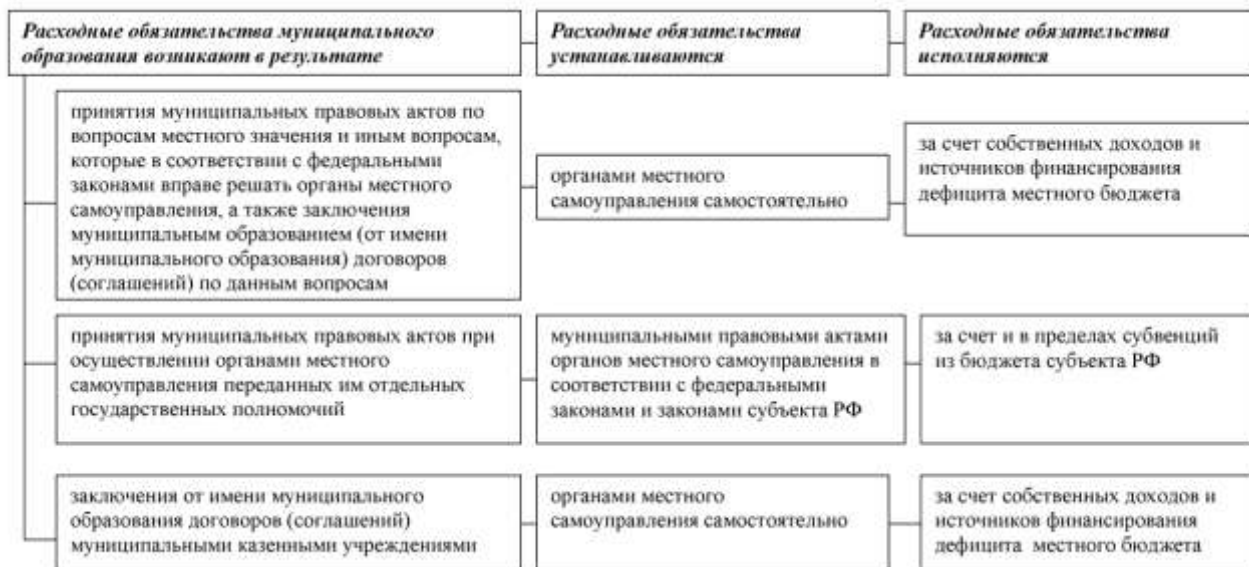 Расходные обязательства муниципального
образования возникают в результате
Расходные обязательства
устанавливаются
Расходные обязательства
исполняются
принятия муниципальных правовых актов по
вопросам местного значения и иным вопросам,
которые в соответствии с федеральными
законами вправе решать органы местного
самоуправления, а также заключения
муниципальным образованием (от имени
муниципального образования) договоров
(соглашений) по данным вопросам
органами местного
самоуправления самостоятельно
за счет собственных доходов и
источников финансирования
дефицита местного бюджета
принятия муниципальных правовых актов при
осуществлении органами местного
самоуправления переданных им отдельных
государственных полномочий
муниципальными правовыми актами
органов местного самоуправления в
соответствии с федеральными
законами и законами субъекта РФ
за счет и в пределах субвенций
из бюджета субъекта РФ
заключения от имени муниципального
образования договоров (соглашений)
муниципальными казенными учреждениями
органами местного
самоуправления самостоятельно
за счет собственных доходов и
источников финансирования
дефицита местного бюджета